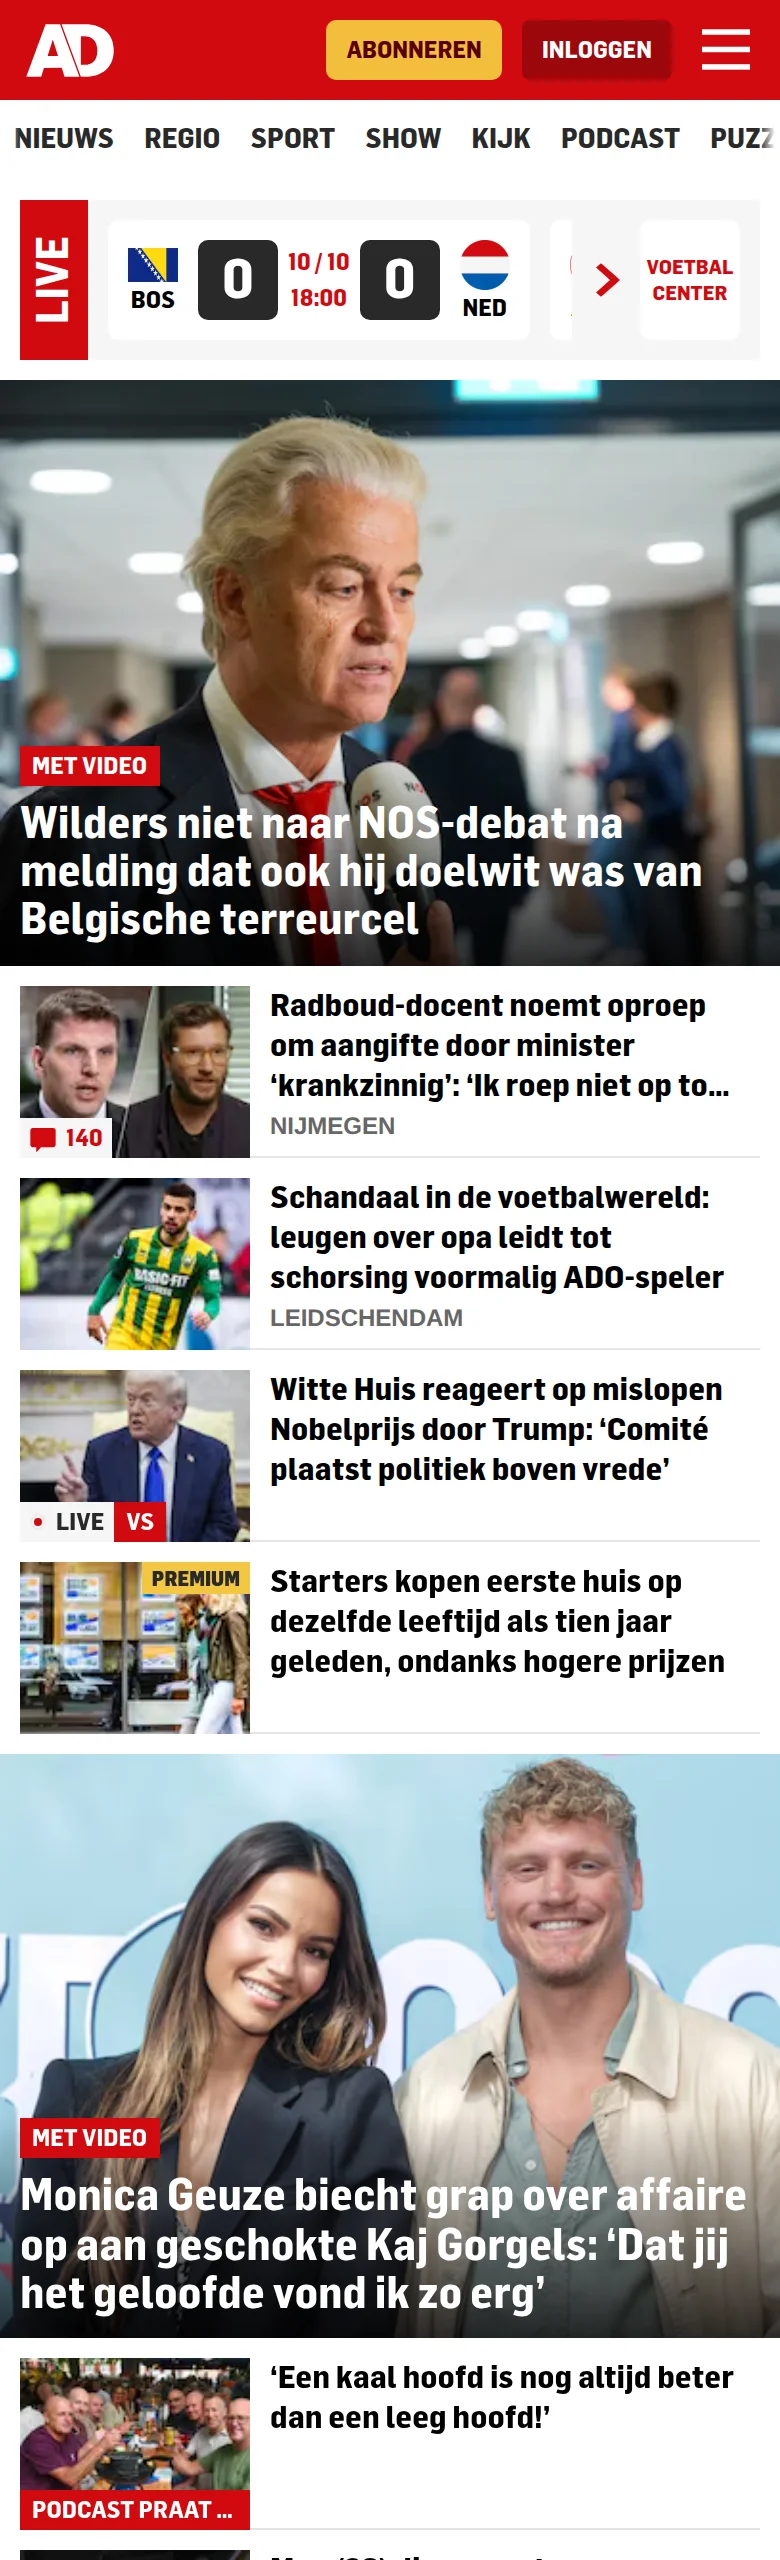 AD
ABONNEREN
INLOGGEN
NIEUWS REGIO SPORT SHOW KIJK PODCAST PUZZ
LIVE
BOS
0
10 / 10
18:00
0
NED
VOETBAL
CENTER
MET VIDEO
Wilders niet naar NOS-debat na
melding dat ook hij doelwit was van
Belgische terreurcel
Radboud-docent noemt oproep
om aangifte door minister
‘krankzinnig’: ‘Ik roep niet op to...
NIJMEGEN
140
Schandaal in de voetbalwereld:
leugen over opa leidt tot
schorsing voormalig ADO-speler
LEIDSCHENDAM
BASIC-FIT
Witte Huis reageert op mislopen
Nobelprijs door Trump: ‘Comité
plaatst politiek boven vrede’
LIVE VS
PREMIUM
Starters kopen eerste huis op
dezelfde leeftijd als tien jaar
geleden, ondanks hogere prijzen
MET VIDEO
Monica Geuze biecht grap over affaire
op aan geschokte Kaj Gorgels: ‘Dat jij
het geloofde vond ik zo erg’
‘Een kaal hoofd is nog altijd beter
dan een leeg hoofd!’
PODCAST PRAAT ...